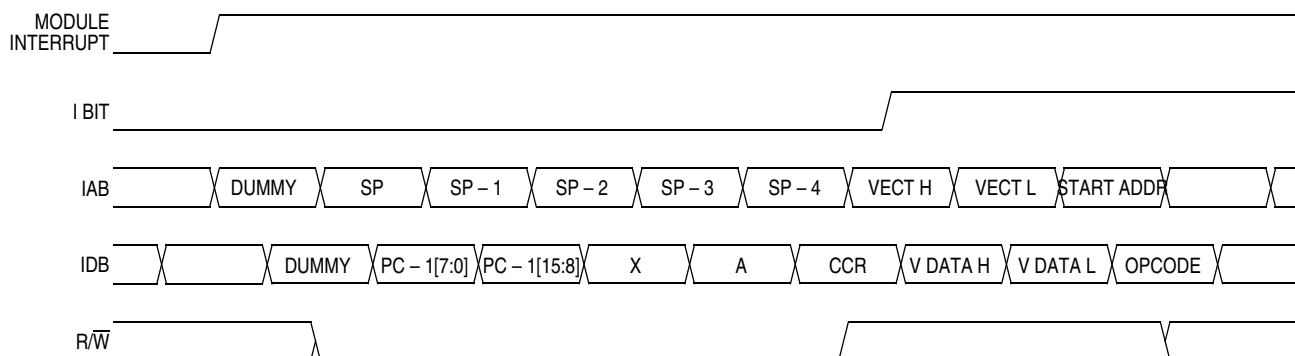 MODULE
INTERRUPT
I BIT
IAB DUMMY SP SP – 1 SP – 2 SP – 3 SP – 4 VECT H VECT L START ADDR
IDB DUMMY PC – 1[7:0] PC – 1[15:8] X A CCR V DATA H V DATA L OPCODE
R/W̅